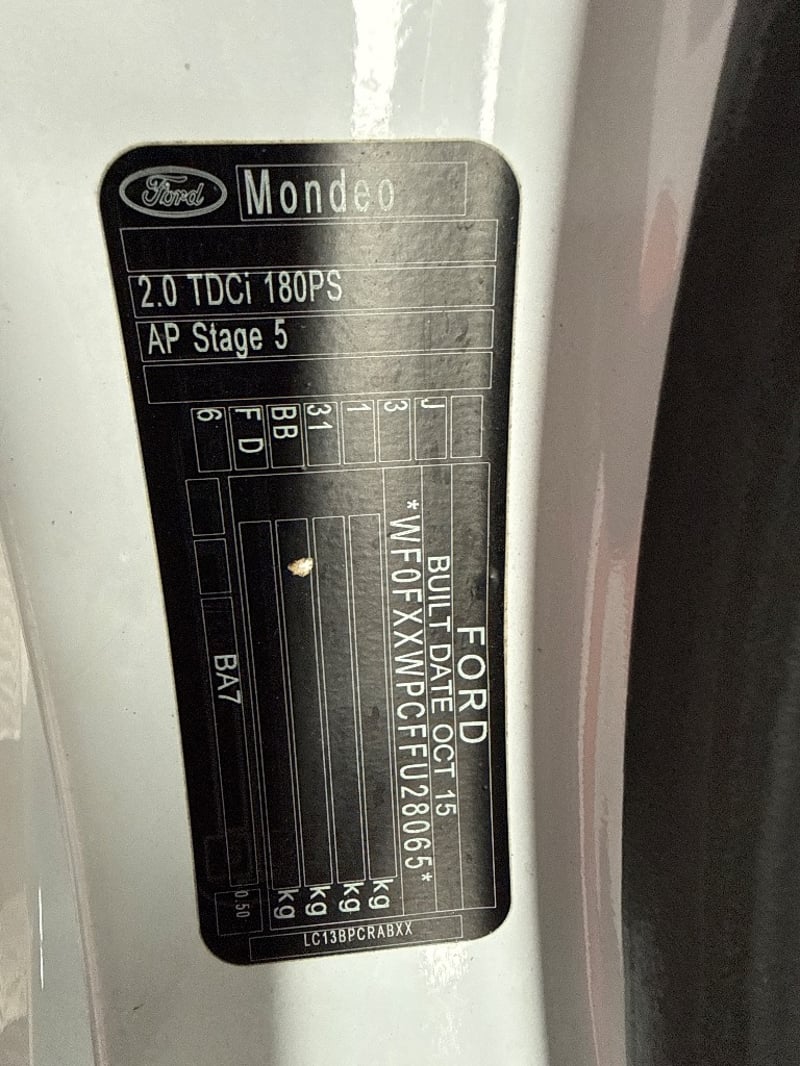 Ford
Mondeo
2.0 TDCi 180PS
AP Stage 5
J
3
1
31
BB
F D
6
FORD
BUILT DATE OCT 15
*WF0FXXWPCFFU28065*
kg
kg
kg
kg
BA7
0.50
LC13BPCRABXX